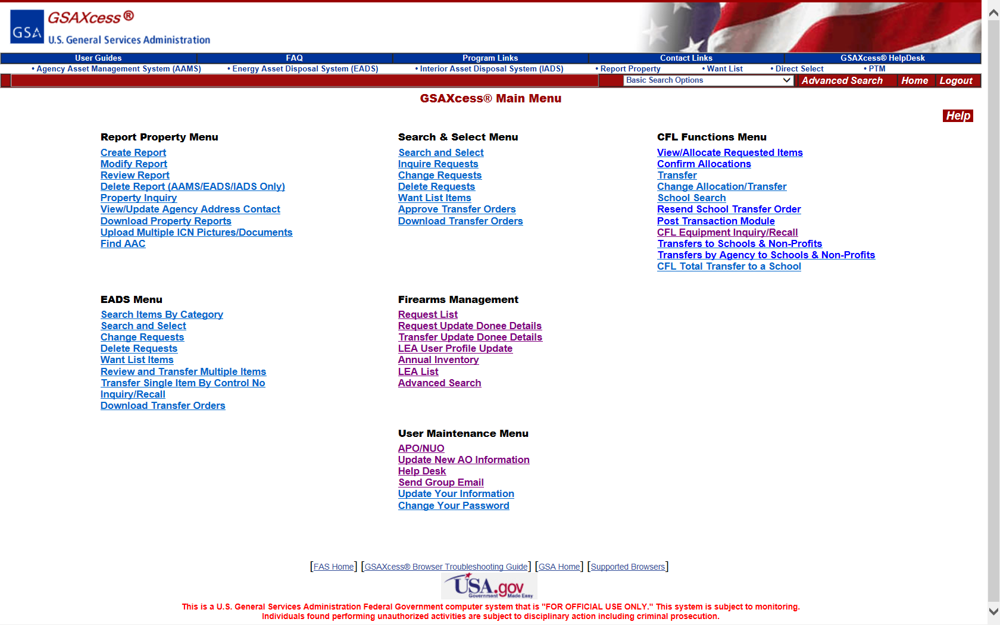 GSAXcess®
GSA
U.S. General Services Administration
User Guides FAQ Program Links Contact Links GSAXcess® HelpDesk
• Agency Asset Management System (AAMS) • Energy Asset Disposal System (EADS) • Interior Asset Disposal System (IADS) • Report Property • Want List • Direct Select • PTM
Basic Search Options Advanced Search Home Logout
GSAXcess® Main Menu
Help
Report Property Menu
Create Report
Modify Report
Review Report
Delete Report (AAMS/EADS/IADS Only)
Property Inquiry
View/Update Agency Address Contact
Download Property Reports
Upload Multiple ICN Pictures/Documents
Find AAC
Search & Select Menu
Search and Select
Inquire Requests
Change Requests
Delete Requests
Want List Items
Approve Transfer Orders
Download Transfer Orders
CFL Functions Menu
View/Allocate Requested Items
Confirm Allocations
Transfer
Change Allocation/Transfer
School Search
Resend School Transfer Order
Post Transaction Module
CFL Equipment Inquiry/Recall
Transfers to Schools & Non-Profits
Transfers by Agency to Schools & Non-Profits
CFL Total Transfer to a School
EADS Menu
Search Items By Category
Search and Select
Change Requests
Delete Requests
Want List Items
Review and Transfer Multiple Items
Transfer Single Item By Control No
Inquiry/Recall
Download Transfer Orders
Firearms Management
Request List
Request Update Donee Details
Transfer Update Donee Details
LEA User Profile Update
Annual Inventory
LEA List
Advanced Search
User Maintenance Menu
APO/NUO
Update New AO Information
Help Desk
Send Group Email
Update Your Information
Change Your Password
[FAS Home] [GSAXcess® Browser Troubleshooting Guide] [GSA Home] [Supported Browsers]
USA.gov
Government Made Easy
This is a U.S. General Services Administration Federal Government computer system that is "FOR OFFICIAL USE ONLY." This system is subject to monitoring.
Individuals found performing unauthorized activities are subject to disciplinary action including criminal prosecution.